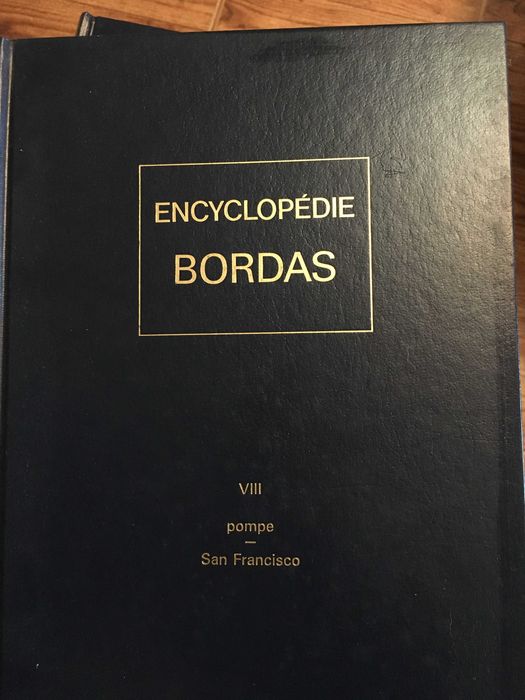 ENCYCLOPÉDIE
BORDAS
VIII
pompe
—
San Francisco